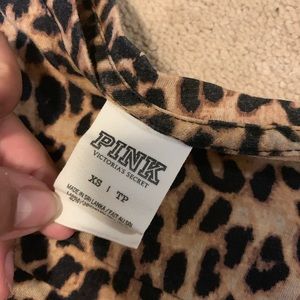 PINK
VICTORIA'S SECRET
XS | TP
MADE IN SRI LANKA / FAIT AU SRI